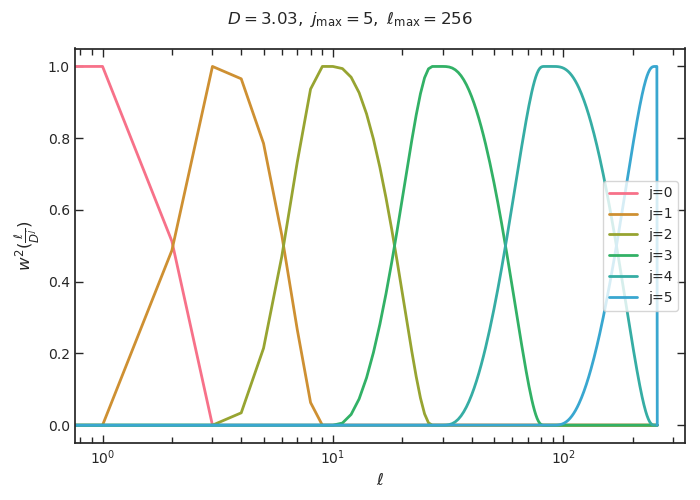 D = 3.03, j_max = 5, ℓ_max = 256
1.0
0.8
0.6
0.4
0.2
0.0
w²(ℓ/Dʲ)
j=0
j=1
j=2
j=3
j=4
j=5
10⁰ 10¹ 10²
ℓ